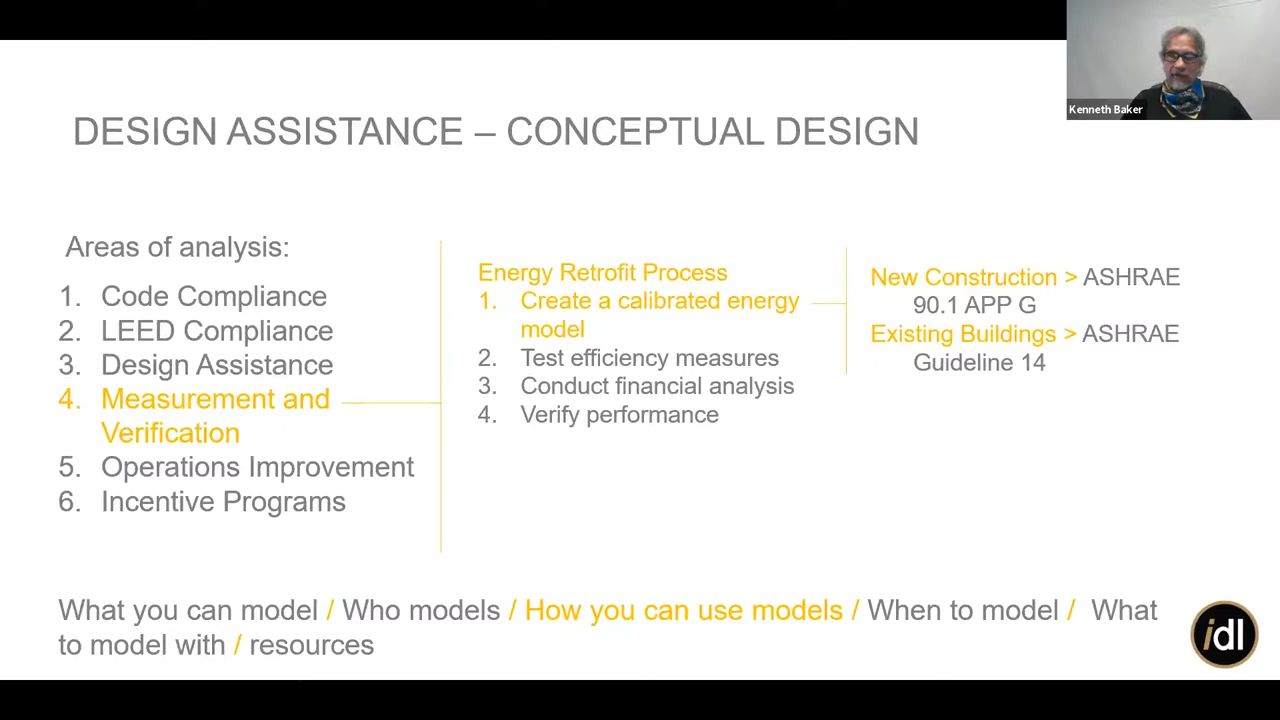 Kenneth Baker
DESIGN ASSISTANCE – CONCEPTUAL DESIGN
Areas of analysis:
1. Code Compliance
2. LEED Compliance
3. Design Assistance
4. Measurement and
Verification
5. Operations Improvement
6. Incentive Programs
Energy Retrofit Process
1. Create a calibrated energy
model
2. Test efficiency measures
3. Conduct financial analysis
4. Verify performance
New Construction > ASHRAE
90.1 APP G
Existing Buildings > ASHRAE
Guideline 14
What you can model / Who models / How you can use models / When to model / What
to model with / resources
idl